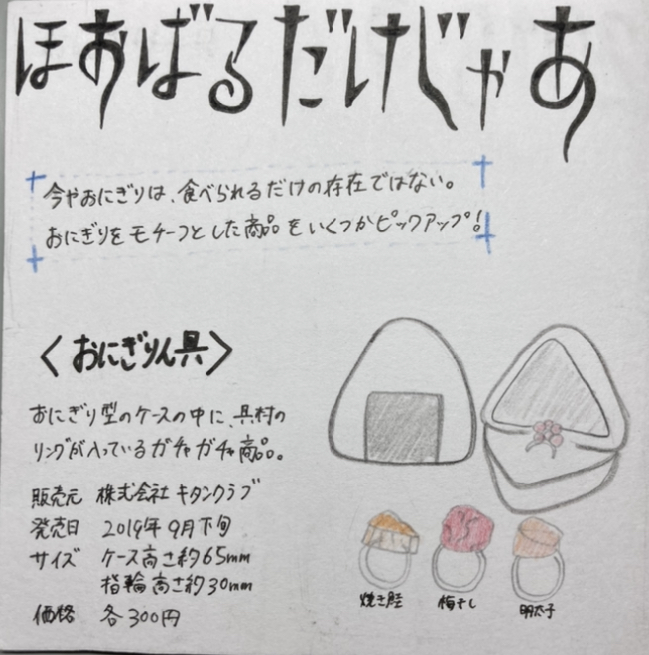 ほおばるだけじゃあ
今やおにぎりは、食べられるだけの存在ではない。
おにぎりをモチーフとした商品をいくつかピックアップ!
〈おにぎりん具〉
おにぎり型のケースの中に、具材の
リングが入っているガチャガチャ商品。
販売元 株式会社キタンクラブ
発売日 2019年9月下旬
サイズ ケース高さ約65mm
指輪高さ約30mm
価格 各300円
焼き鮭 梅干し 明太子